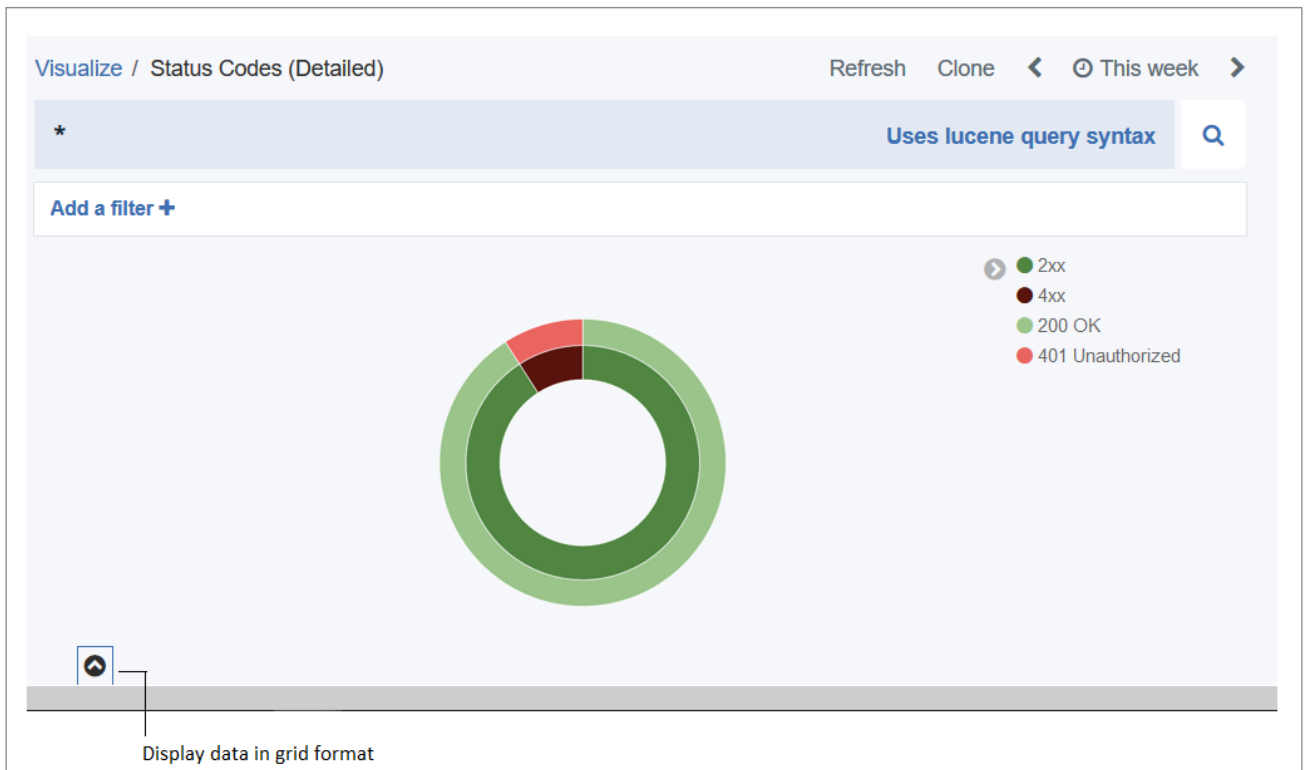 Visualize / Status Codes (Detailed) Refresh Clone This week
* Uses lucene query syntax
Add a filter +
2xx
4xx
200 OK
401 Unauthorized
Display data in grid format